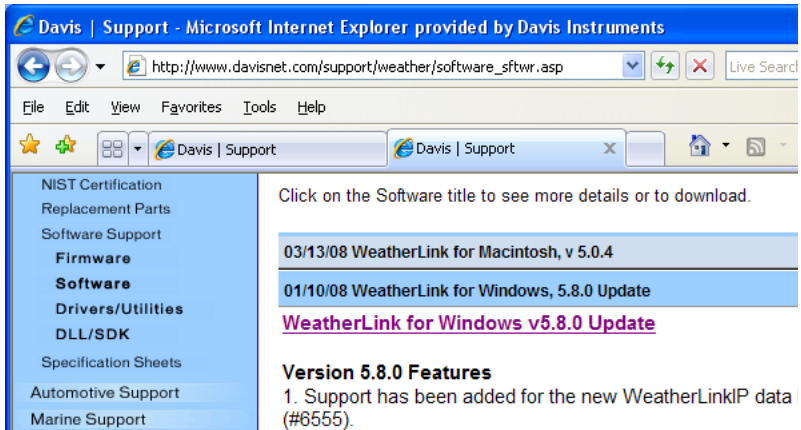 Davis | Support - Microsoft Internet Explorer provided by Davis Instruments
http://www.davisnet.com/support/weather/software_sftwr.asp
Live Search
File Edit View Favorites Tools Help
Davis | Support
Davis | Support
NIST Certification
Replacement Parts
Software Support
Firmware
Software
Drivers/Utilities
DLL/SDK
Specification Sheets
Automotive Support
Marine Support
Click on the Software title to see more details or to download.
03/13/08 WeatherLink for Macintosh, v 5.0.4
01/10/08 WeatherLink for Windows, 5.8.0 Update
WeatherLink for Windows v5.8.0 Update
Version 5.8.0 Features
1. Support has been added for the new WeatherLinkIP data
(#6555).